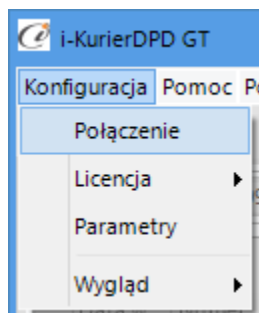 i-KurierDPD GT
Konfiguracja Pomoc
Połączenie
Licencja
Parametry
Wygląd